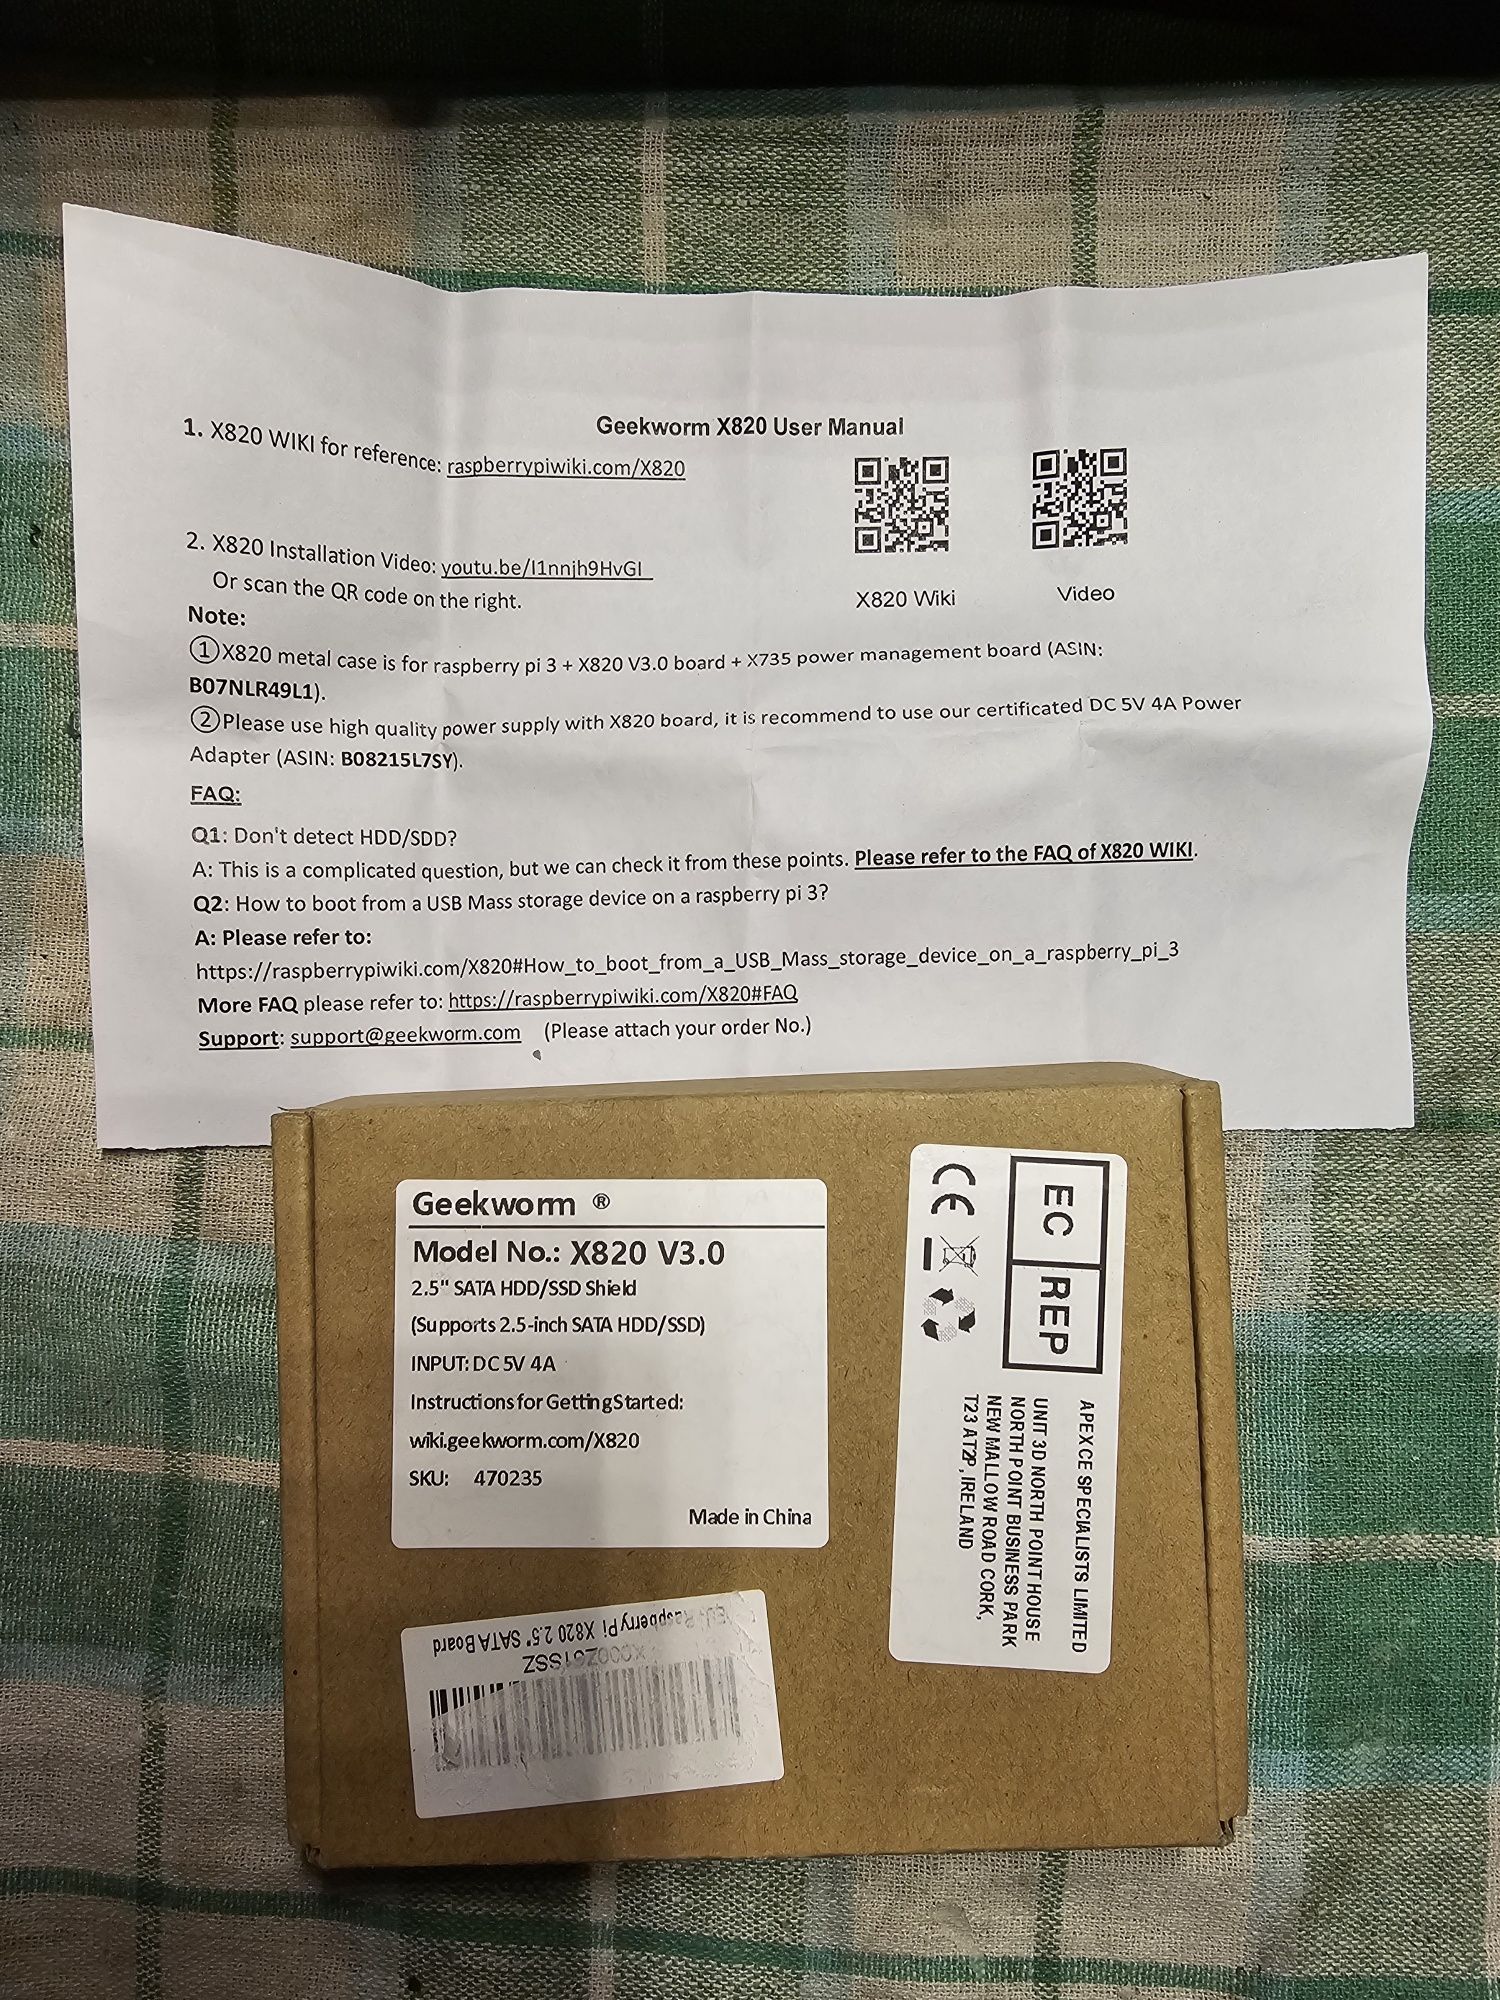 Geekworm X820 User Manual
1. X820 WIKI for reference: raspberrypiwiki.com/X820
2. X820 Installation Video: youtu.be/I1nnjh9HvGI
Or scan the QR code on the right.
X820 Wiki
Video
Note:
①X820 metal case is for raspberry pi 3 + X820 V3.0 board + X735 power management board (ASIN:
B07NLR49L1).
②Please use high quality power supply with X820 board, it is recommend to use our certificated DC 5V 4A Power
Adapter (ASIN: B08215L7SY).
FAQ:
Q1: Don't detect HDD/SDD?
A: This is a complicated question, but we can check it from these points. Please refer to the FAQ of X820 WIKI.
Q2: How to boot from a USB Mass storage device on a raspberry pi 3?
A: Please refer to:
https://raspberrypiwiki.com/X820#How_to_boot_from_a_USB_Mass_storage_device_on_a_raspberry_pi_3
More FAQ please refer to: https://raspberrypiwiki.com/X820#FAQ
Support: support@geekworm.com (Please attach your order No.)
Geekworm ®
Model No.: X820 V3.0
2.5" SATA HDD/SSD Shield
(Supports 2.5-inch SATA HDD/SSD)
INPUT: DC 5V 4A
Instructions for Getting Started:
wiki.geekworm.com/X820
SKU: 470235
Made in China
CE
EC REP
APEX CE SPECIALISTS LIMITED
UNIT 3D NORTH POINT HOUSE
NORTH POINT BUSINESS PARK
NEW MALLOW ROAD CORK,
T23 AT2P, IRELAND
Raspberry Pi X820 2.5" SATA Board